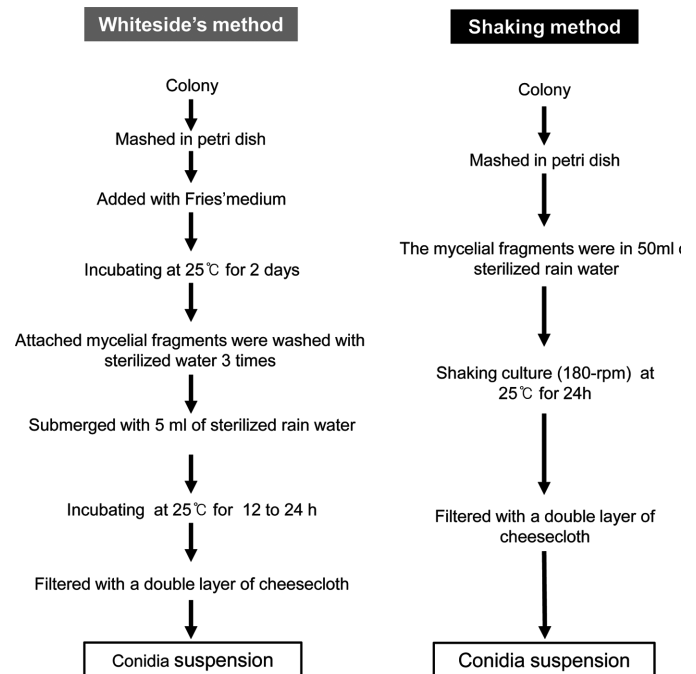 Whiteside's method
Colony
Mashed in petri dish
Added with Fries'medium
Incubating at 25℃ for 2 days
Attached mycelial fragments were washed with
sterilized water 3 times
Submerged with 5 ml of sterilized rain water
Incubating at 25℃ for 12 to 24 h
Filtered with a double layer of cheesecloth
Conidia suspension
Shaking method
Colony
Mashed in petri dish
The mycelial fragments were in 50ml
sterilized rain water
Shaking culture (180-rpm) at
25℃ for 24h
Filtered with a double layer of
cheesecloth
Conidia suspension